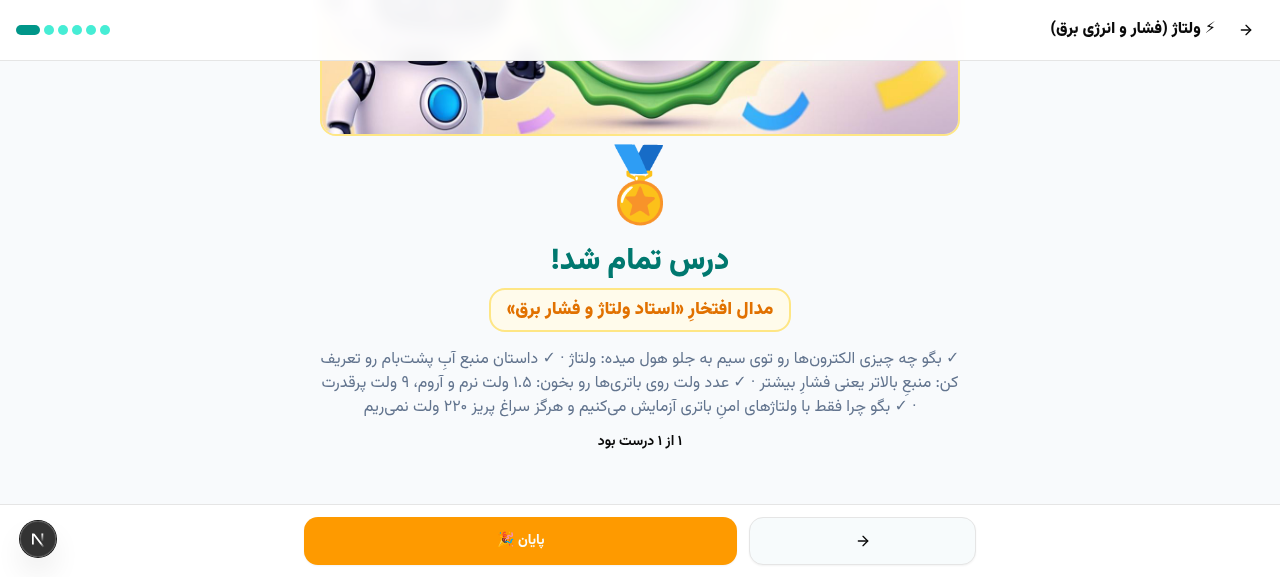 ⚡ ولتاژ (فشار و انرژی برق)
درس تمام شد!
مدال افتخارِ «استاد ولتاژ و فشار برق»
✓ بگو چه چیزی الکترون‌ها رو توی سیم به جلو هول میده: ولتاژ · ✓ داستان منبع آبِ پشت‌بام رو تعریف
کن: منبعِ بالاتر یعنی فشارِ بیشتر · ✓ عدد ولت روی باتری‌ها رو بخون: ۱.۵ ولت نرم و آروم، ۹ ولت پرقدرت
· ✓ بگو چرا فقط با ولتاژهای امنِ باتری آزمایش می‌کنیم و هرگز سراغ پریز ۲۲۰ ولت نمی‌ریم
۱ از ۱ درست بود
پایان 🎉
N